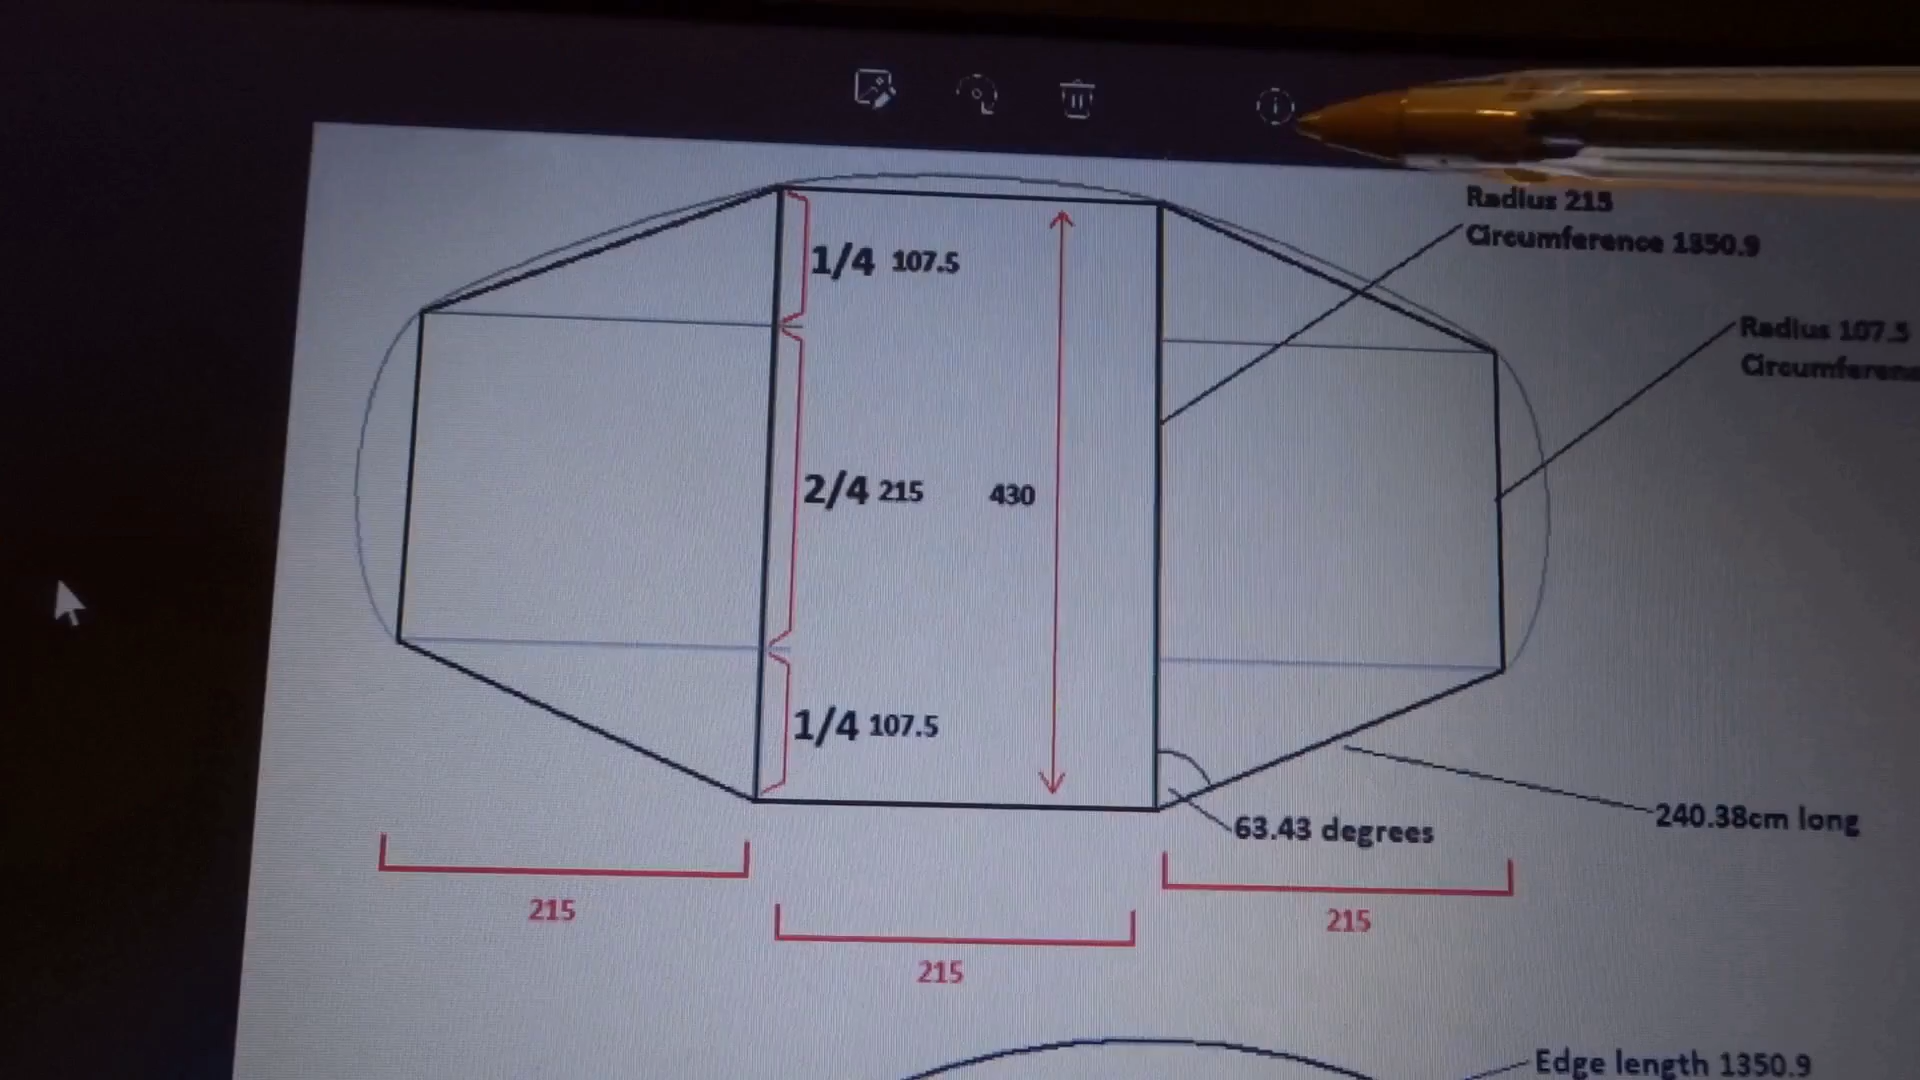 Radius 215
Circumference 1350.9
1/4 107.5
Radius 107.5
2/4 215
430
1/4 107.5
240.38cm long
63.43 degrees
215
215
215
Edge length 1350.9